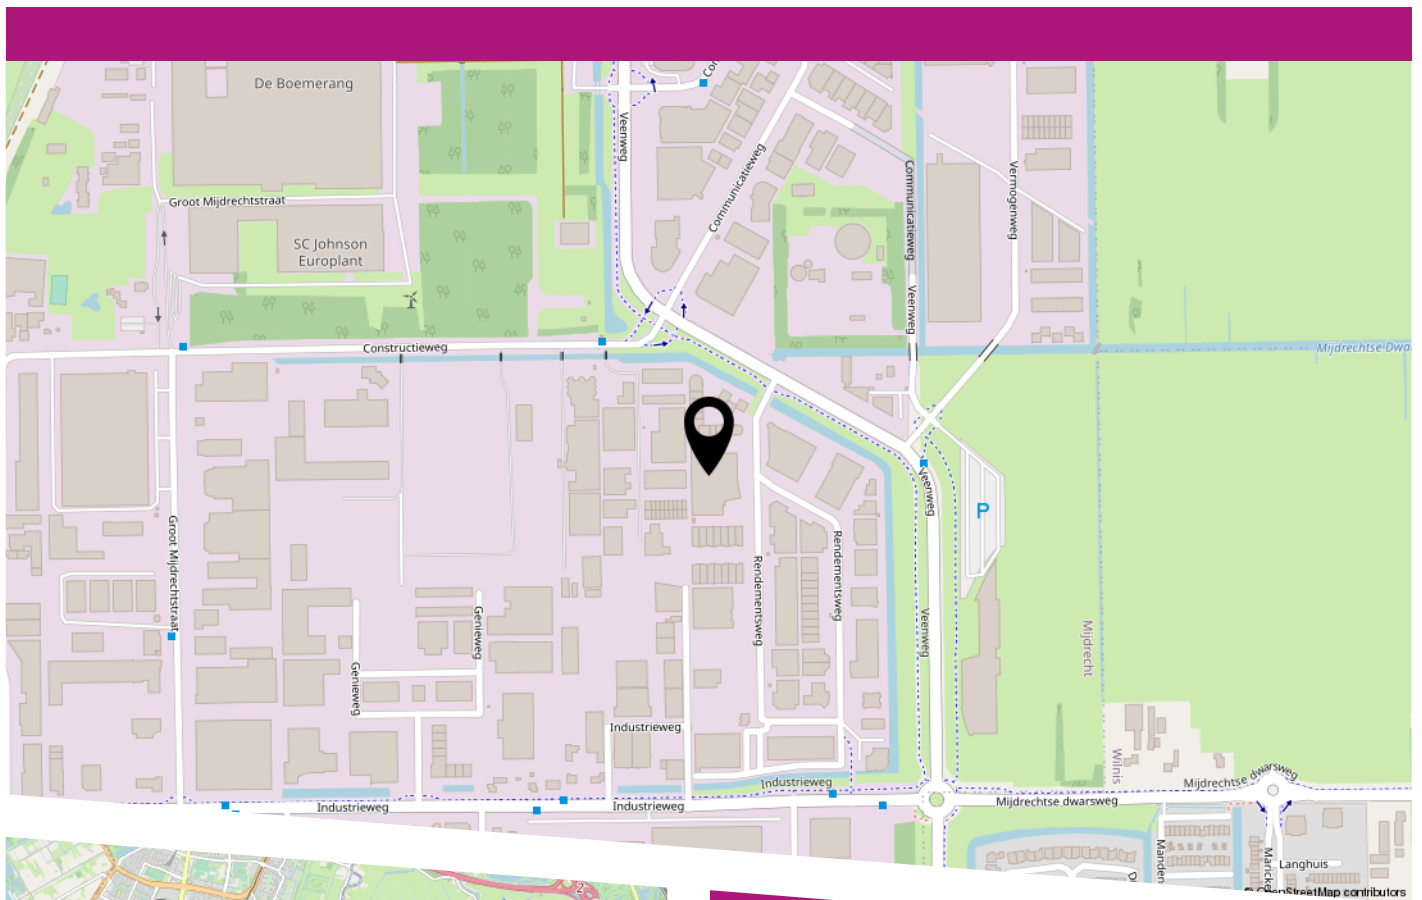 De Boemerang
Veenweg
Communicatieweg
Communicatieweg
Vermogenweg
Groot Mijdrechtstraat
SC Johnson
Europlant
Veenweg
Constructieweg
Mijdrechtse Dwa
P
Veenweg
Groot Mijdrechtstraat
Rendementsweg
Rendementsweg
Genieweg
Genieweg
Veenweg
Mijdrecht
Industrieweg
Wilnis
Industrieweg
Mijdrechtse dwarsweg
Industrieweg
Industrieweg
Mijdrechtse dwarsweg
Langhuis
2
© OpenStreetMap contributors